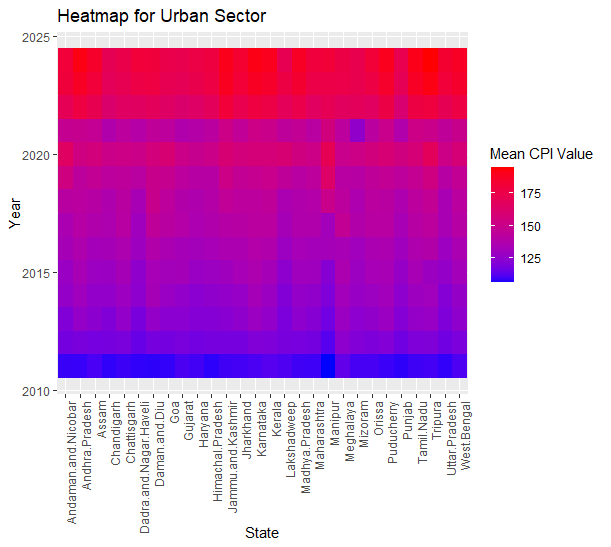 Heatmap for Urban Sector
2025
2020
2015
2010
Year
Andaman.and.Nicobar
Andhra.Pradesh
Assam
Chandigarh
Chattisgarh
Dadra.and.Nagar.Haveli
Daman.and.Diu
Goa
Gujarat
Haryana
Himachal.Pradesh
Jammu.and.Kashmir
Jharkhand
Karnataka
Kerala
Lakshadweep
Madhya.Pradesh
Maharashtra
Manipur
Meghalaya
Mizoram
Orissa
Puducherry
Punjab
Tamil.Nadu
Tripura
Uttar.Pradesh
West.Bengal
State
Mean CPI Value
175
150
125